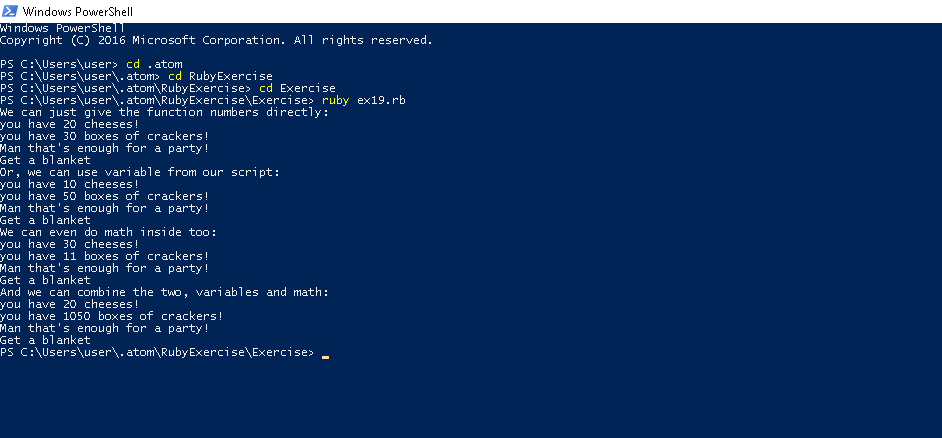 Windows PowerShell
Windows PowerShell
Copyright (C) 2016 Microsoft Corporation. All rights reserved.
PS C:\Users\user> cd .atom
PS C:\Users\user\.atom> cd RubyExercise
PS C:\Users\user\.atom\RubyExercise> cd Exercise
PS C:\Users\user\.atom\RubyExercise\Exercise> ruby ex19.rb
We can just give the function numbers directly:
you have 20 cheeses!
you have 30 boxes of crackers!
Man that's enough for a party!
Get a blanket
Or, we can use variable from our script:
you have 10 cheeses!
you have 50 boxes of crackers!
Man that's enough for a party!
Get a blanket
We can even do math inside too:
you have 30 cheeses!
you have 11 boxes of crackers!
Man that's enough for a party!
Get a blanket
And we can combine the two, variables and math:
you have 20 cheeses!
you have 1050 boxes of crackers!
Man that's enough for a party!
Get a blanket
PS C:\Users\user\.atom\RubyExercise\Exercise>